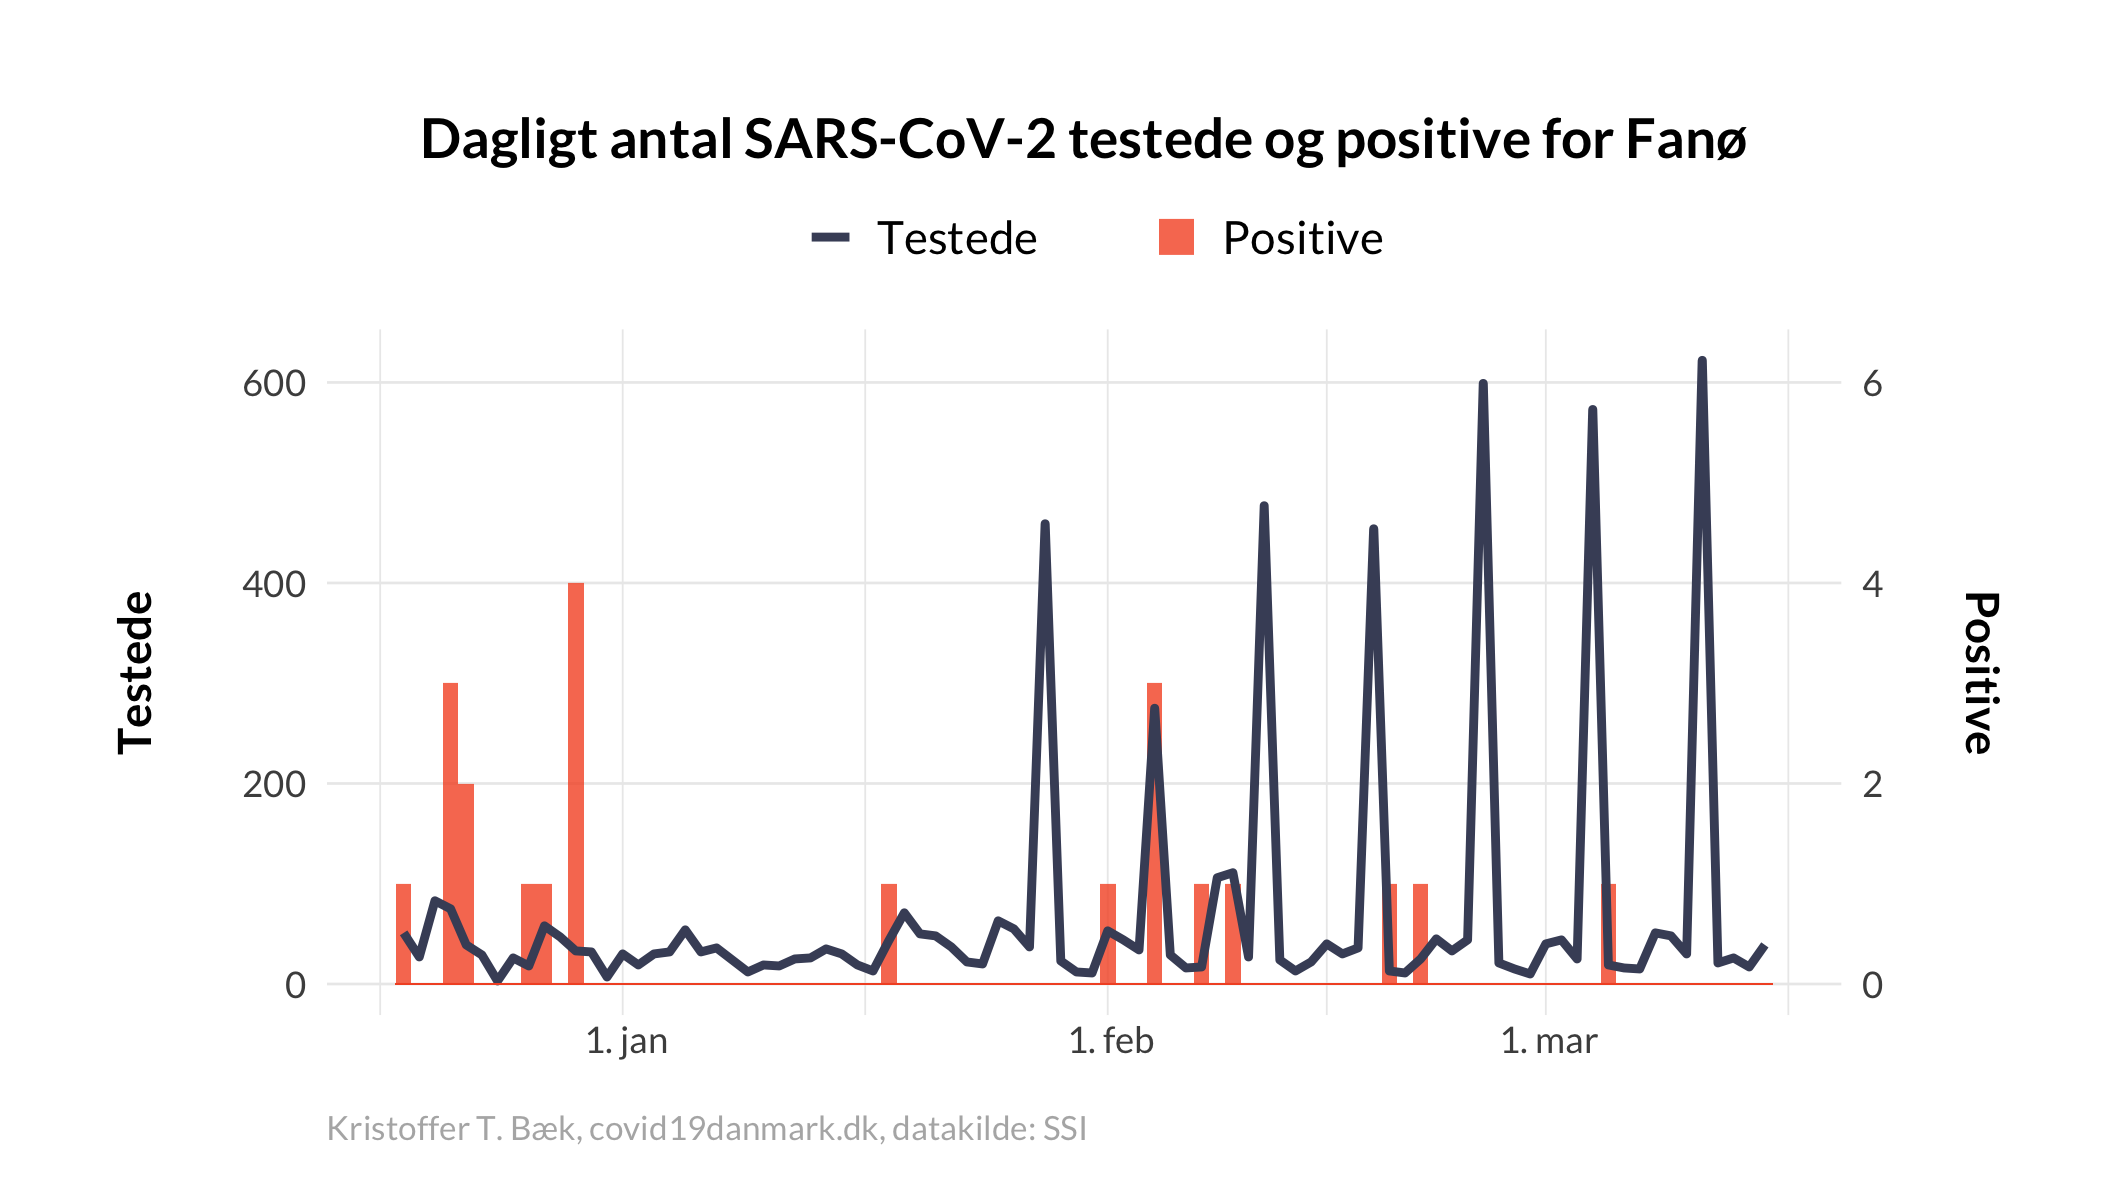 Dagligt antal SARS-CoV-2 testede og positive for Fanø
Testede
Positive
600
400
200
0
6
4
2
0
Testede
Positive
1. jan
1. feb
1. mar
Kristoffer T. Bæk, covid19danmark.dk, datakilde: SSI